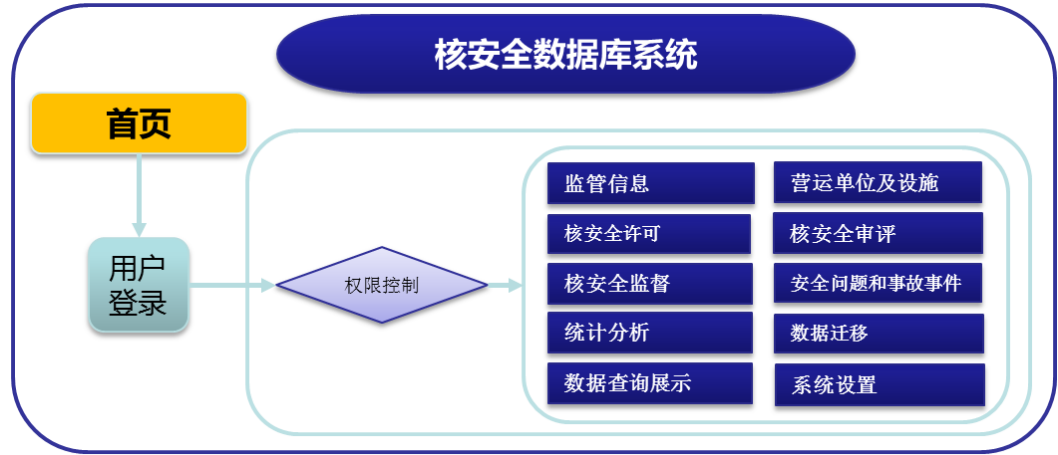 核安全数据库系统
首页
用户
登录
权限控制
监管信息
营运单位及设施
核安全许可
核安全审评
核安全监督
安全问题和事故事件
统计分析
数据迁移
数据查询展示
系统设置